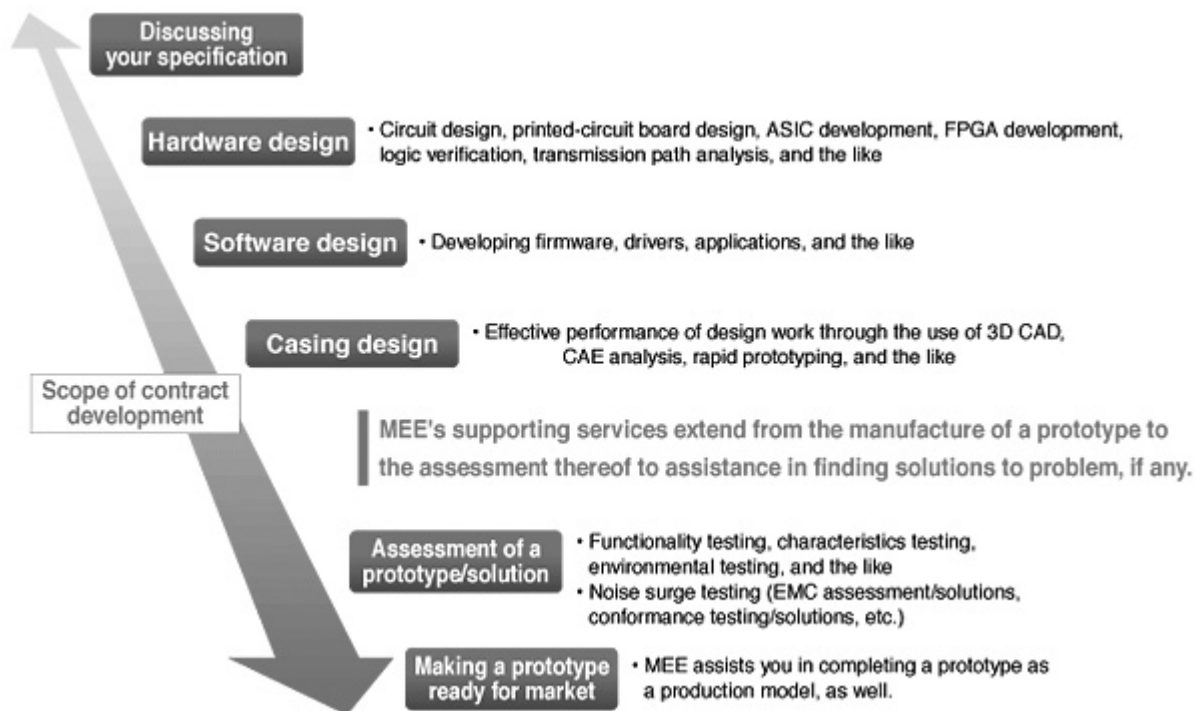 Discussing
your specification
Hardware design
• Circuit design, printed-circuit board design, ASIC development, FPGA development,
logic verification, transmission path analysis, and the like
Software design
• Developing firmware, drivers, applications, and the like
Casing design
• Effective performance of design work through the use of 3D CAD,
CAE analysis, rapid prototyping, and the like
Scope of contract
development
MEE's supporting services extend from the manufacture of a prototype to
the assessment thereof to assistance in finding solutions to problem, if any.
Assessment of a
prototype/solution
• Functionality testing, characteristics testing,
environmental testing, and the like
• Noise surge testing (EMC assessment/solutions,
conformance testing/solutions, etc.)
Making a prototype
ready for market
• MEE assists you in completing a prototype as
a production model, as well.